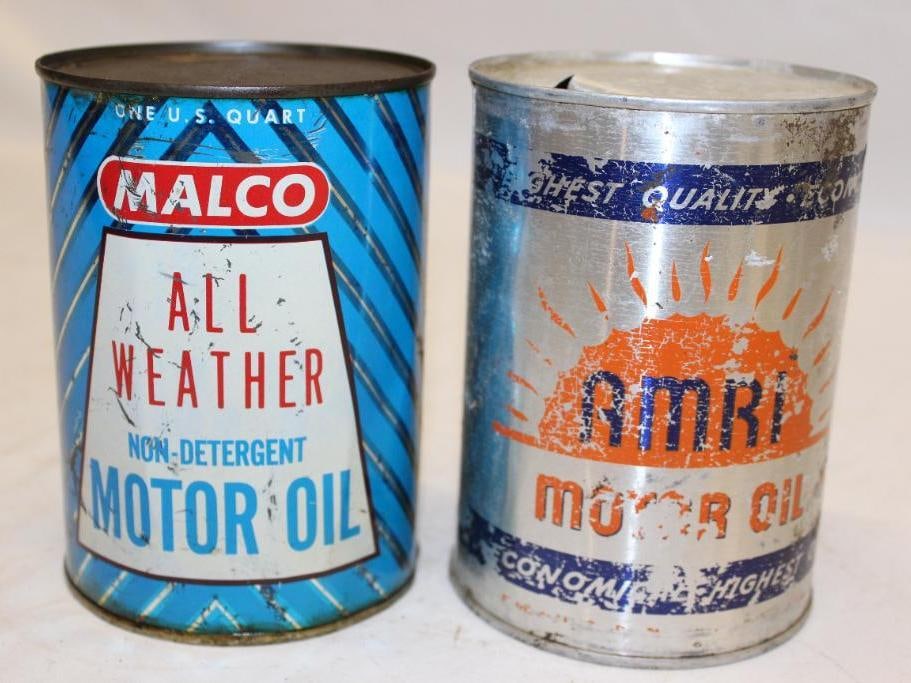 ONE U.S. QUART
MALCO
ALL
WEATHER
NON-DETERGENT
MOTOR OIL
GHEST QUALITY • ECON
AMRI
MOTOR OIL
CONOMICAL • HIGHEST